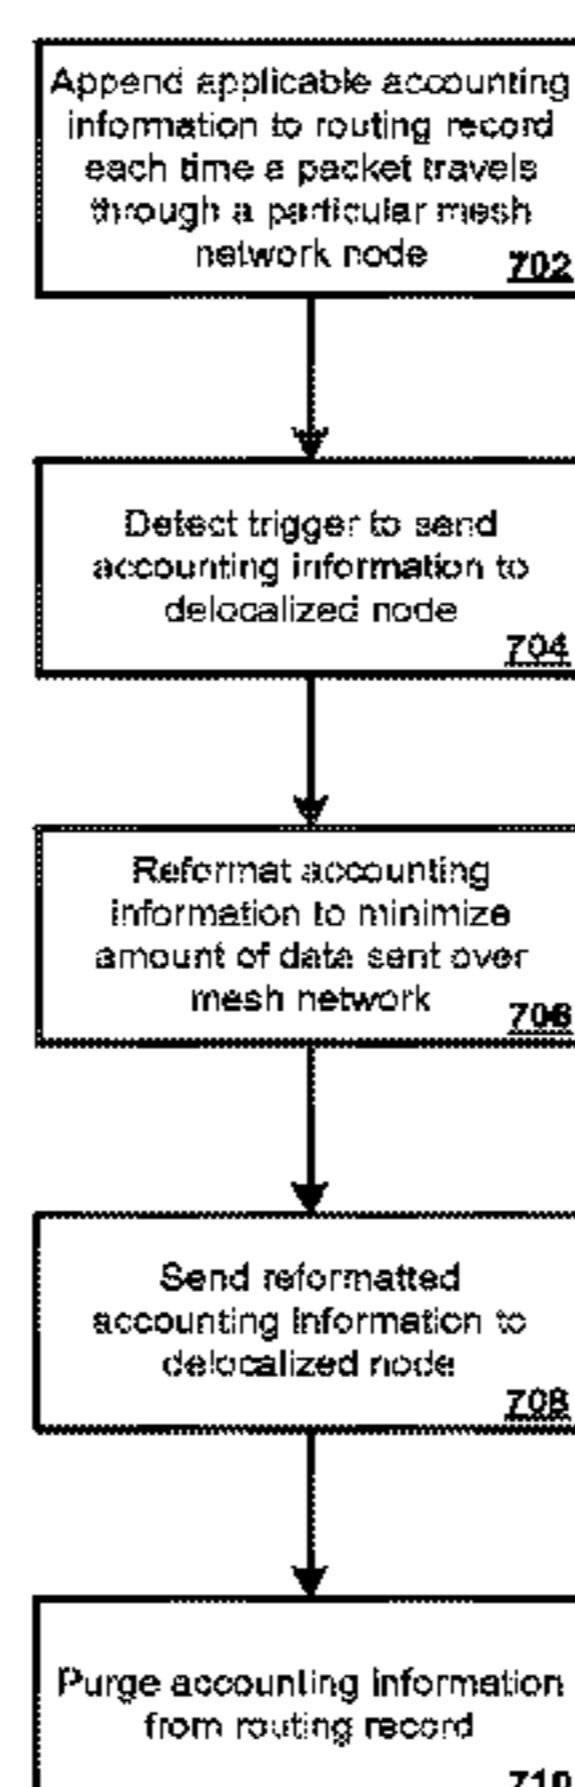 Append applicable accounting
information to routing record
each time a packet travels
through a particular mesh
network node
702
Detect trigger to send
accounting information to
delocalized node
704
Reformat accounting
information to minimize
amount of data sent over
mesh network
706
Send reformatted
accounting information to
delocalized node
708
Purge accounting information
from routing record
710